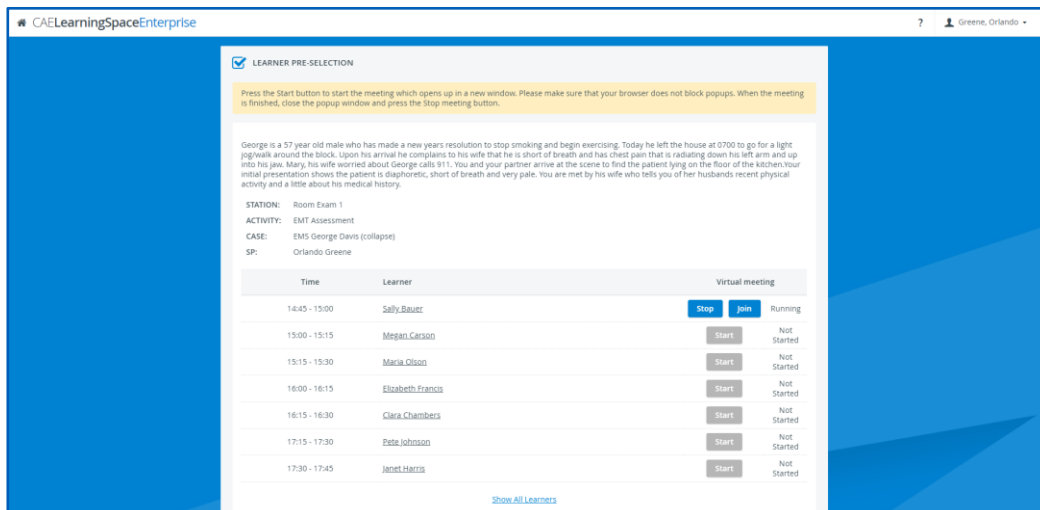 CAELearningSpaceEnterprise ? Greene, Orlando
LEARNER PRE-SELECTION
Press the Start button to start the meeting which opens up in a new window. Please make sure that your browser does not block popups. When the meeting
is finished, close the popup window and press the Stop meeting button.
George is a 57 year old male who has made a new years resolution to stop smoking and begin exercising. Today he left the house at 0700 to go for a light
jog/walk around the block. Upon his arrival he complains to his wife that he is short of breath and has chest pain that is radiating down his left arm and up
into his jaw. Mary, his wife worried about George calls 911. You and your partner arrive at the scene to find the patient lying on the floor of the kitchen.Your
initial presentation shows the patient is diaphoretic, short of breath and very pale. You are met by his wife who tells you of her husbands recent physical
activity and a little about his medical history.
STATION: Room Exam 1
ACTIVITY: EMT Assessment
CASE: EMS George Davis (collapse)
SP: Orlando Greene
Time Learner Virtual meeting
14:45 - 15:00 Sally Bauer Stop Join Running
15:00 - 15:15 Megan Carson Start Not
Started
15:15 - 15:30 Maria Olson Start Not
Started
16:00 - 16:15 Elizabeth Francis Start Not
Started
16:15 - 16:30 Clara Chambers Start Not
Started
17:15 - 17:30 Pete Johnson Start Not
Started
17:30 - 17:45 Janet Harris Start Not
Started
Show All Learners